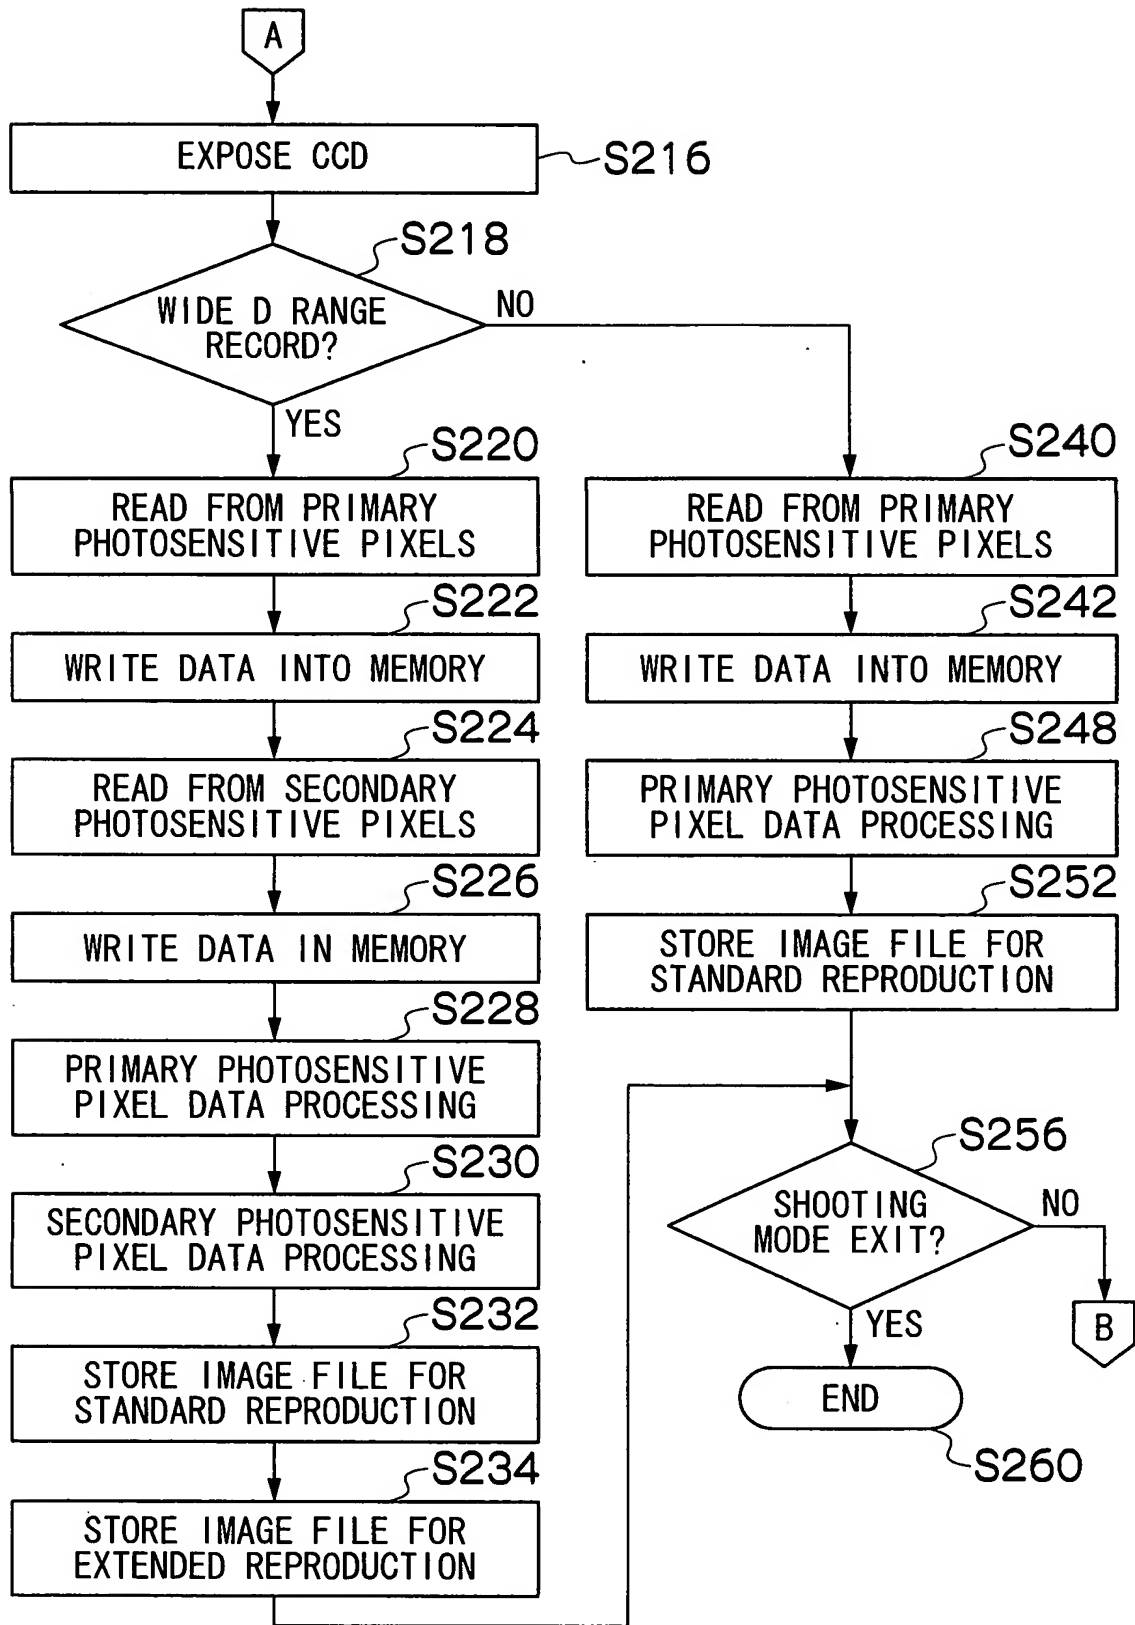 A
EXPOSE CCD
S216
S218
WIDE D RANGE
RECORD?
NO
YES
S220
READ FROM PRIMARY
PHOTOSENSITIVE PIXELS
S222
WRITE DATA INTO MEMORY
S224
READ FROM SECONDARY
PHOTOSENSITIVE PIXELS
S226
WRITE DATA IN MEMORY
S228
PRIMARY PHOTOSENSITIVE
PIXEL DATA PROCESSING
S230
SECONDARY PHOTOSENSITIVE
PIXEL DATA PROCESSING
S232
STORE IMAGE FILE FOR
STANDARD REPRODUCTION
S234
STORE IMAGE FILE FOR
EXTENDED REPRODUCTION
S240
READ FROM PRIMARY
PHOTOSENSITIVE PIXELS
S242
WRITE DATA INTO MEMORY
S248
PRIMARY PHOTOSENSITIVE
PIXEL DATA PROCESSING
S252
STORE IMAGE FILE FOR
STANDARD REPRODUCTION
S256
SHOOTING
MODE EXIT?
NO
B
YES
END
S260